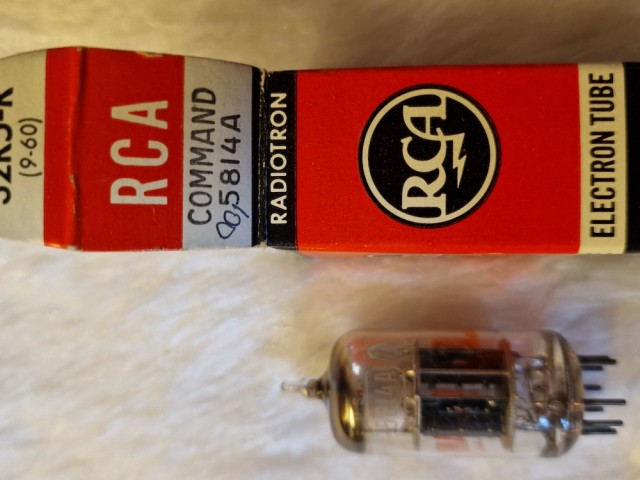 (9-60)
RCA
COMMAND
5814A
RADIOTRON
RCA
ELECTRON TUBE